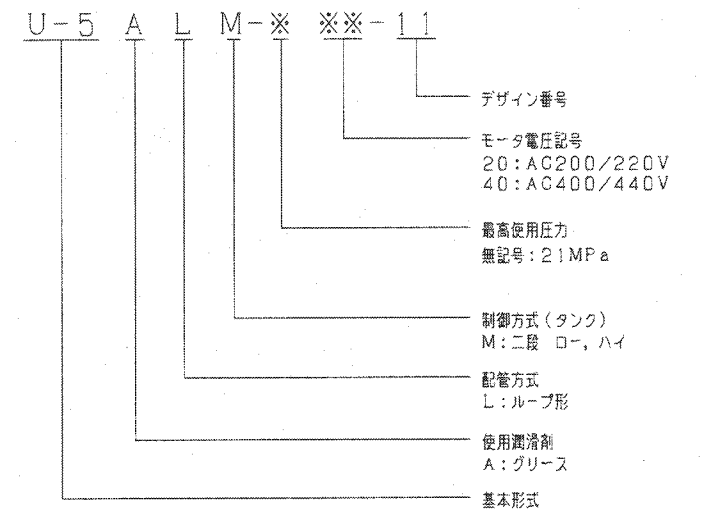 U-5 A L M-※ ※※-11
デザイン番号
モータ電圧記号
20:AC200/220V
40:AC400/440V
最高使用圧力
無記号:21MPa
制御方式(タンク)
M:二段 ロー,ハイ
配管方式
L:ループ形
使用潤滑剤
A:グリース
基本形式